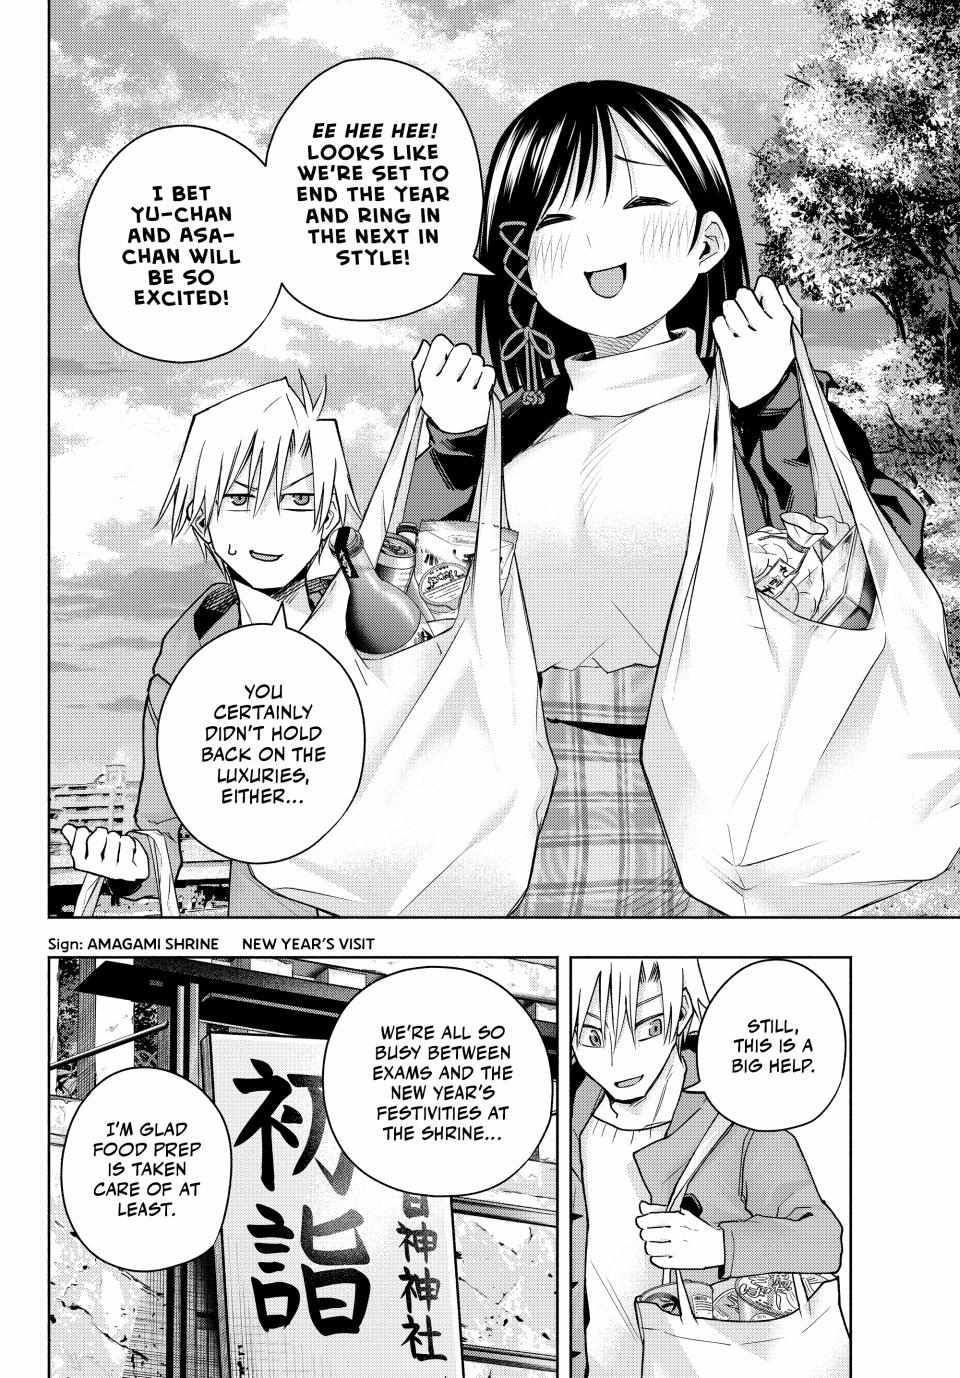 EE HEE HEE!
LOOKS LIKE
WE'RE SET TO
END THE YEAR
AND RING IN
THE NEXT IN
STYLE!
I BET
YU-CHAN
AND ASA-
CHAN WILL
BE SO
EXCITED!
YOU
CERTAINLY
DIDN'T HOLD
BACK ON THE
LUXURIES,
EITHER...
Sign: AMAGAMI SHRINE NEW YEAR'S VISIT
STILL,
THIS IS A
BIG HELP.
WE'RE ALL SO
BUSY BETWEEN
EXAMS AND THE
NEW YEAR'S
FESTIVITIES AT
THE SHRINE...
I'M GLAD
FOOD PREP
IS TAKEN
CARE OF AT
LEAST.
初詣
神神社